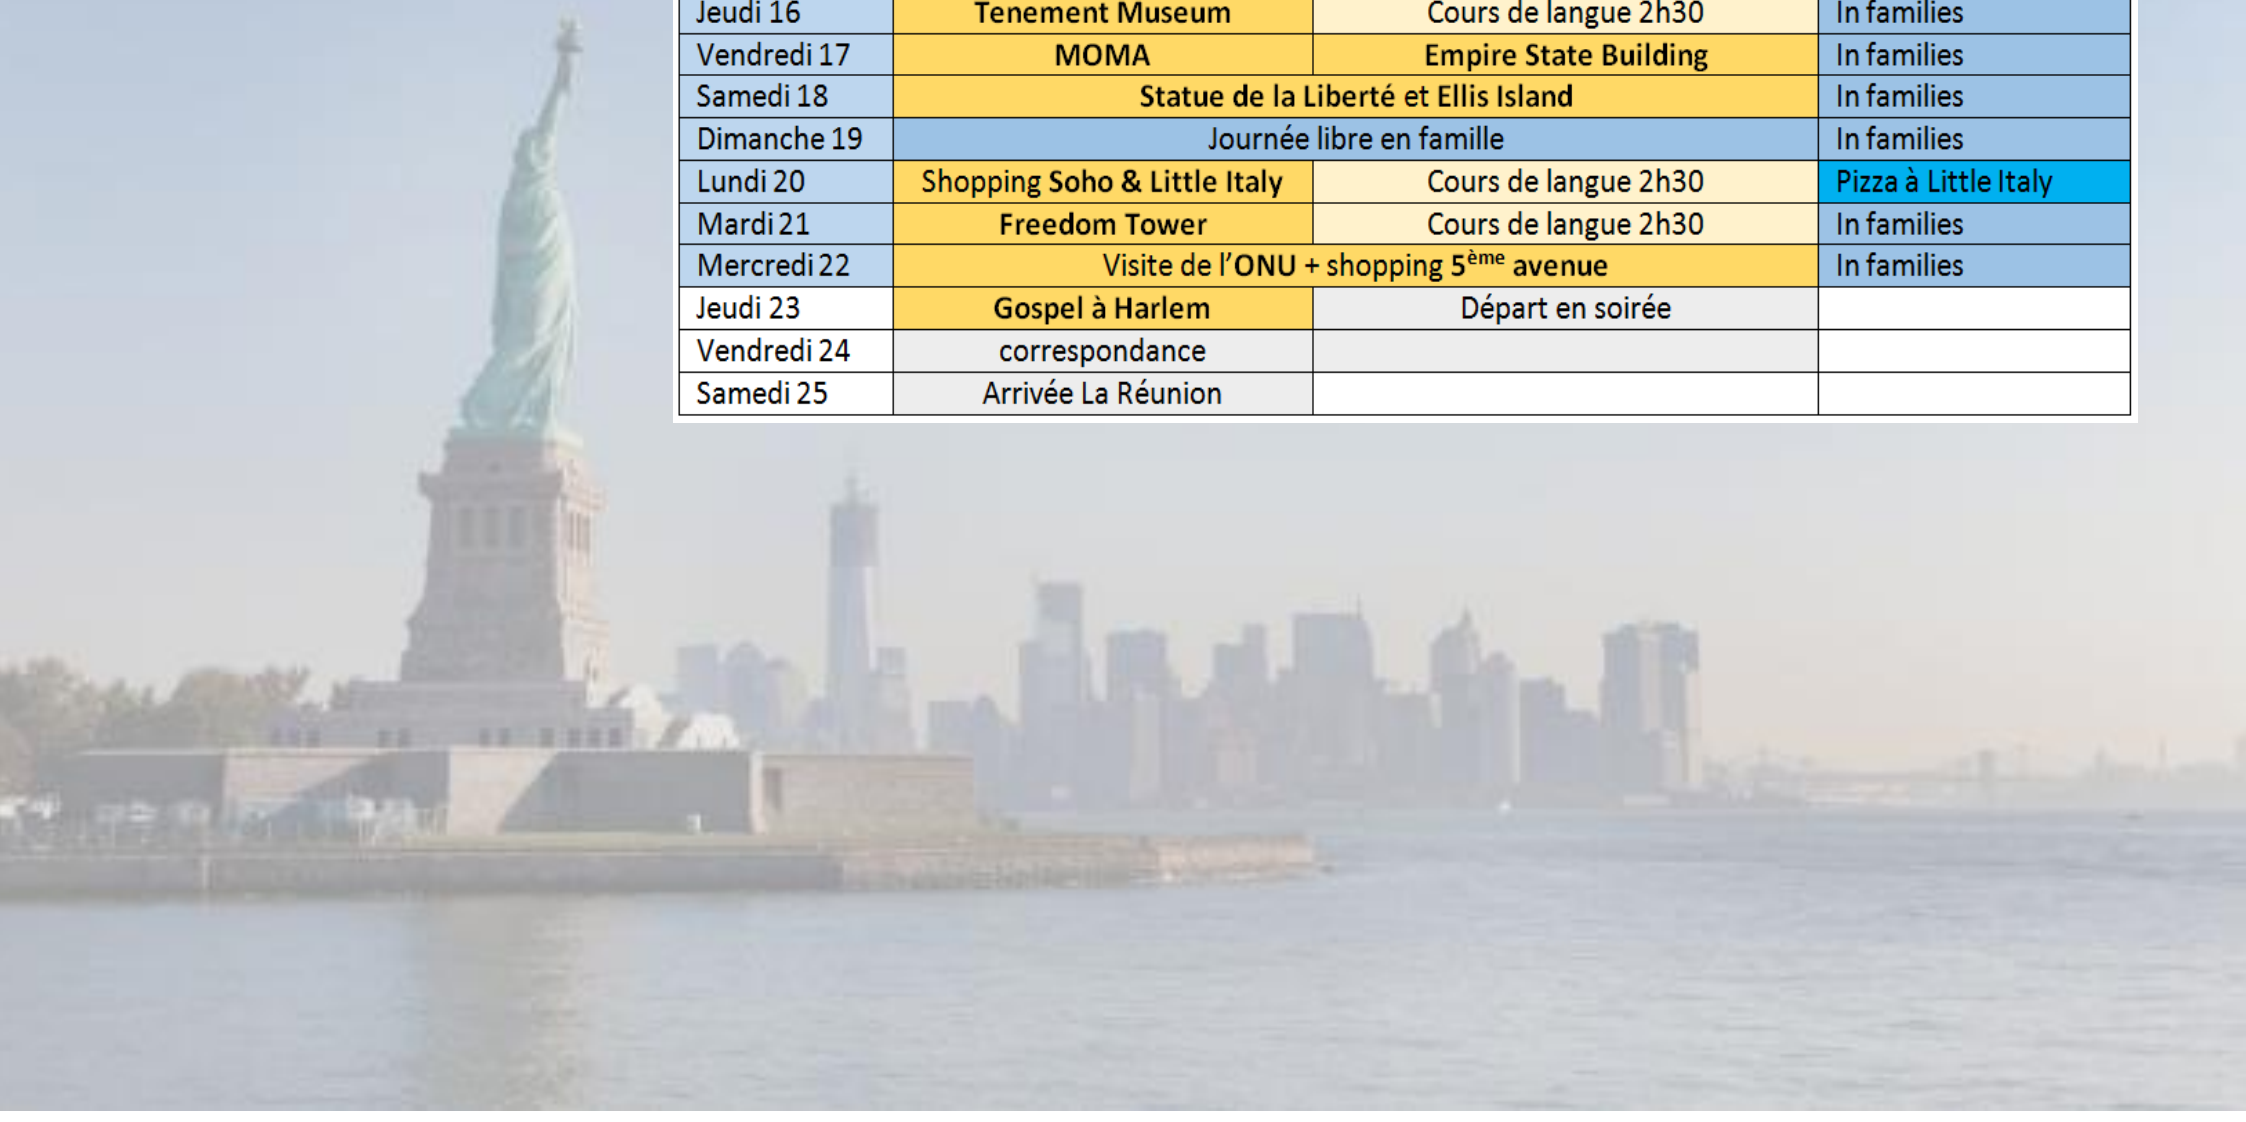 Jeudi 16 Tenement Museum Cours de langue 2h30 In families
Vendredi 17 MOMA Empire State Building In families
Samedi 18 Statue de la Liberté et Ellis Island In families
Dimanche 19 Journée libre en famille In families
Lundi 20 Shopping Soho & Little Italy Cours de langue 2h30 Pizza à Little Italy
Mardi 21 Freedom Tower Cours de langue 2h30 In families
Mercredi 22 Visite de l'ONU + shopping 5ème avenue In families
Jeudi 23 Gospel à Harlem Départ en soirée
Vendredi 24 correspondance
Samedi 25 Arrivée La Réunion